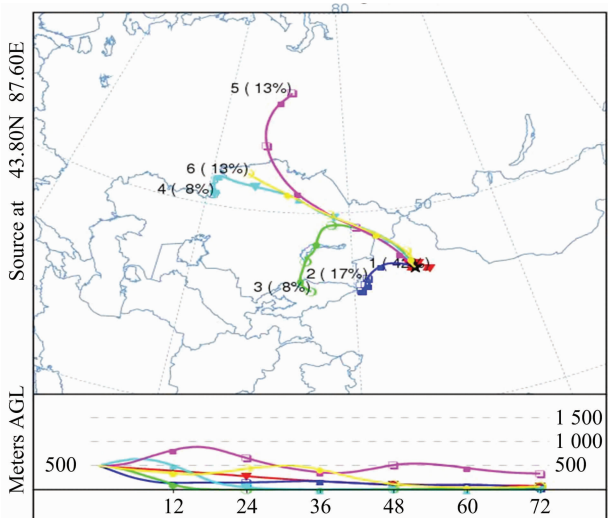 80
5 ( 13%)
6 ( 13%)
4 ( 8%)
50
1 ( 42%)
2 ( 17%)
3 ( 8%)
Source at 43.80N 87.60E
Meters AGL
500
1 500
1 000
500
12 24 36 48 60 72